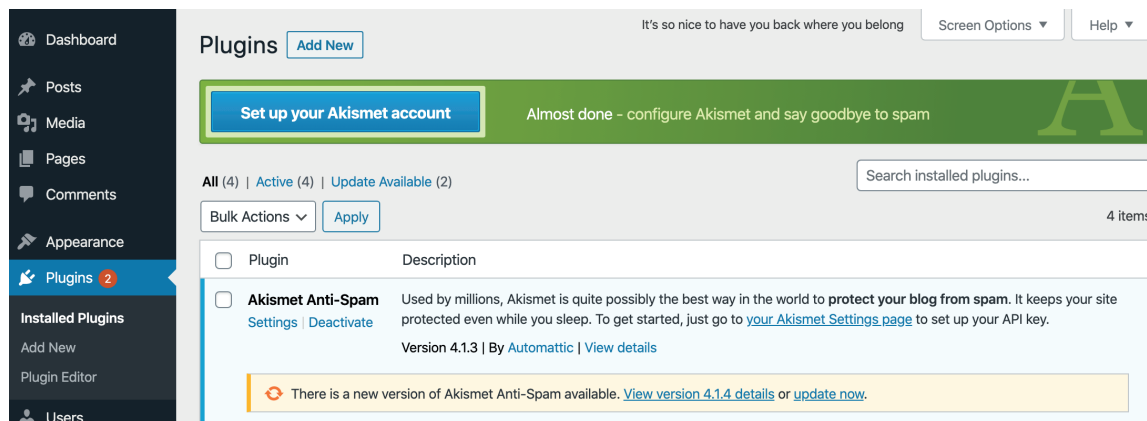 Dashboard
Posts
Media
Pages
Comments
Appearance
Plugins 2
Installed Plugins
Add New
Plugin Editor
Users
It's so nice to have you back where you belong
Screen Options ▼
Help ▼
Plugins Add New
Set up your Akismet account
Almost done - configure Akismet and say goodbye to spam
A
All (4) | Active (4) | Update Available (2)
Search installed plugins...
Bulk Actions
Apply
4 items
Plugin Description
Akismet Anti-Spam
Settings | Deactivate
Used by millions, Akismet is quite possibly the best way in the world to protect your blog from spam. It keeps your site
protected even while you sleep. To get started, just go to your Akismet Settings page to set up your API key.
Version 4.1.3 | By Automattic | View details
There is a new version of Akismet Anti-Spam available. View version 4.1.4 details or update now.